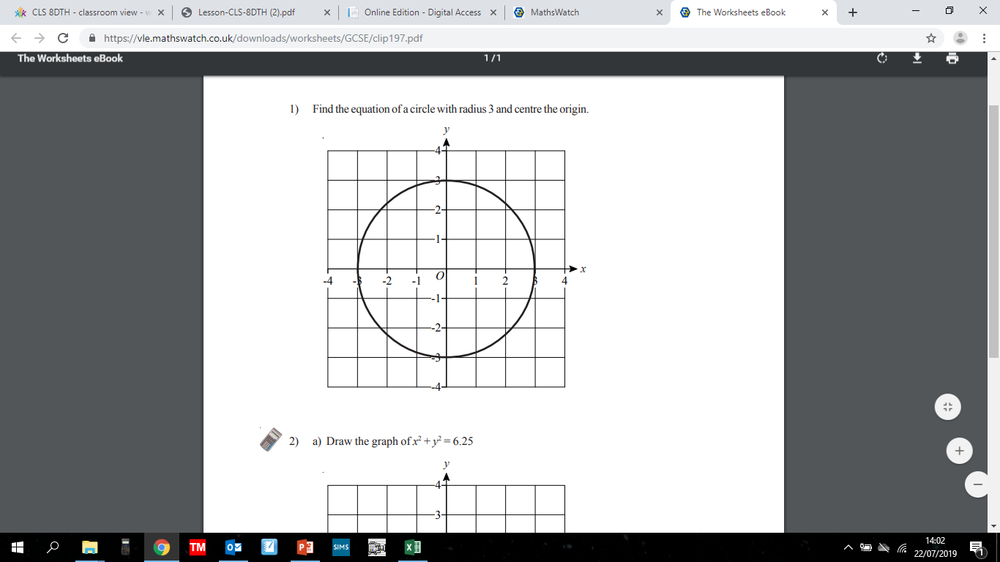 CLS 8DTH - classroom view - w
Lesson-CLS-8DTH (2).pdf
Online Edition - Digital Access
MathsWatch
The Worksheets eBook
https://vle.mathswatch.co.uk/downloads/worksheets/GCSE/clip197.pdf
The Worksheets eBook
1 / 1
1) Find the equation of a circle with radius 3 and centre the origin.
y
4
3
2
1
x
-4 -3 -2 -1 O 1 2 3 4
-1
-2
-3
-4
2) a) Draw the graph of x² + y² = 6.25
y
4
3
TM
SIMS
14:02
22/07/2019
1